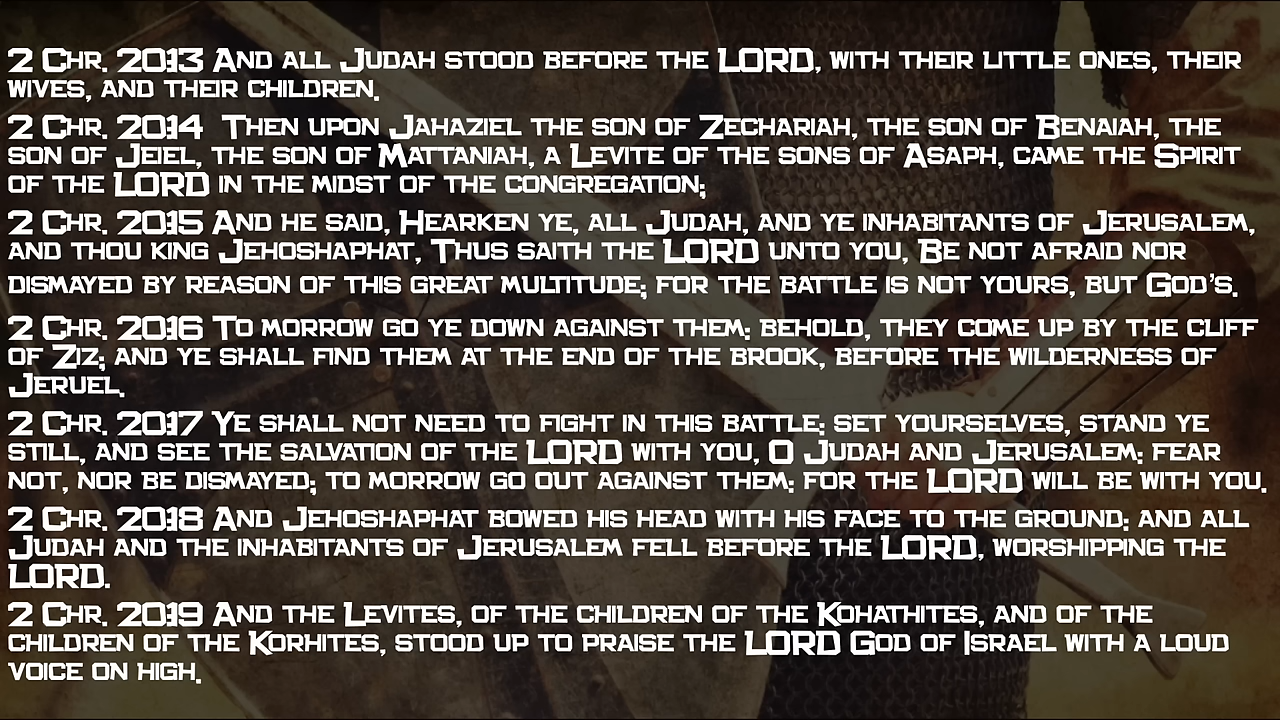 2 Chr. 20:13 And all Judah stood before the LORD, with their little ones, their
wives, and their children.
2 Chr. 20:14 Then upon Jahaziel the son of Zechariah, the son of Benaiah, the
son of Jeiel, the son of Mattaniah, a Levite of the sons of Asaph, came the Spirit
of the LORD in the midst of the congregation;
2 Chr. 20:15 And he said, Hearken ye, all Judah, and ye inhabitants of Jerusalem,
and thou king Jehoshaphat, Thus saith the LORD unto you, Be not afraid nor
dismayed by reason of this great multitude; for the battle is not yours, but God's.
2 Chr. 20:16 To morrow go ye down against them: behold, they come up by the cliff
of Ziz; and ye shall find them at the end of the brook, before the wilderness of
Jeruel.
2 Chr. 20:17 Ye shall not need to fight in this battle: set yourselves, stand ye
still, and see the salvation of the LORD with you, O Judah and Jerusalem: fear
not, nor be dismayed; to morrow go out against them: for the LORD will be with you.
2 Chr. 20:18 And Jehoshaphat bowed his head with his face to the ground: and all
Judah and the inhabitants of Jerusalem fell before the LORD, worshipping the
LORD.
2 Chr. 20:19 And the Levites, of the children of the Kohathites, and of the
children of the Korhites, stood up to praise the LORD God of Israel with a loud
voice on high.